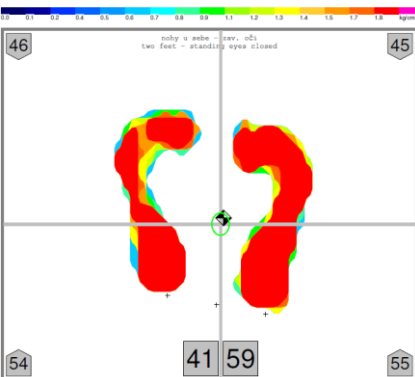 0.0 0.1 0.2 0.4 0.5 0.6 0.7 0.8 0.9 1.1 1.2 1.3 1.4 1.5 1.7 1.8 kg/cm
nohy u sebe - zav. oči
two feet - standing eyes closed
46 45
54 41 59 55